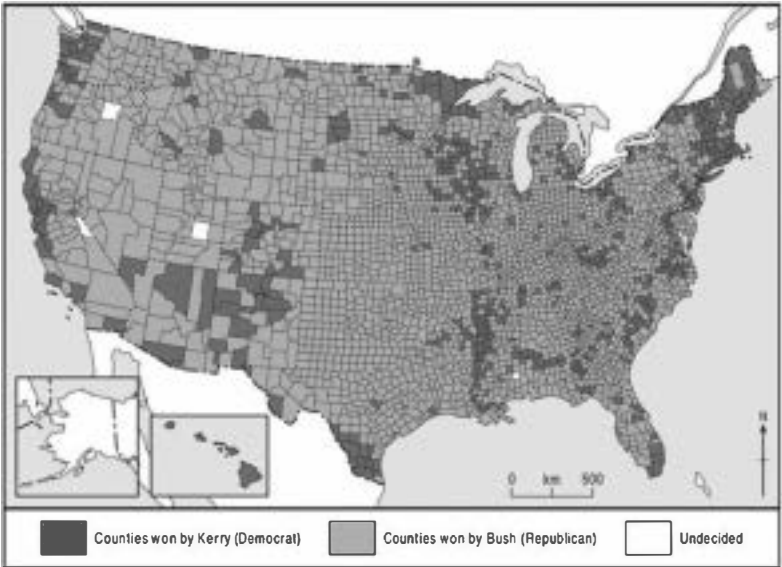 N
0 km 500
Counties won by Kerry (Democrat) Counties won by Bush (Republican) Undecided